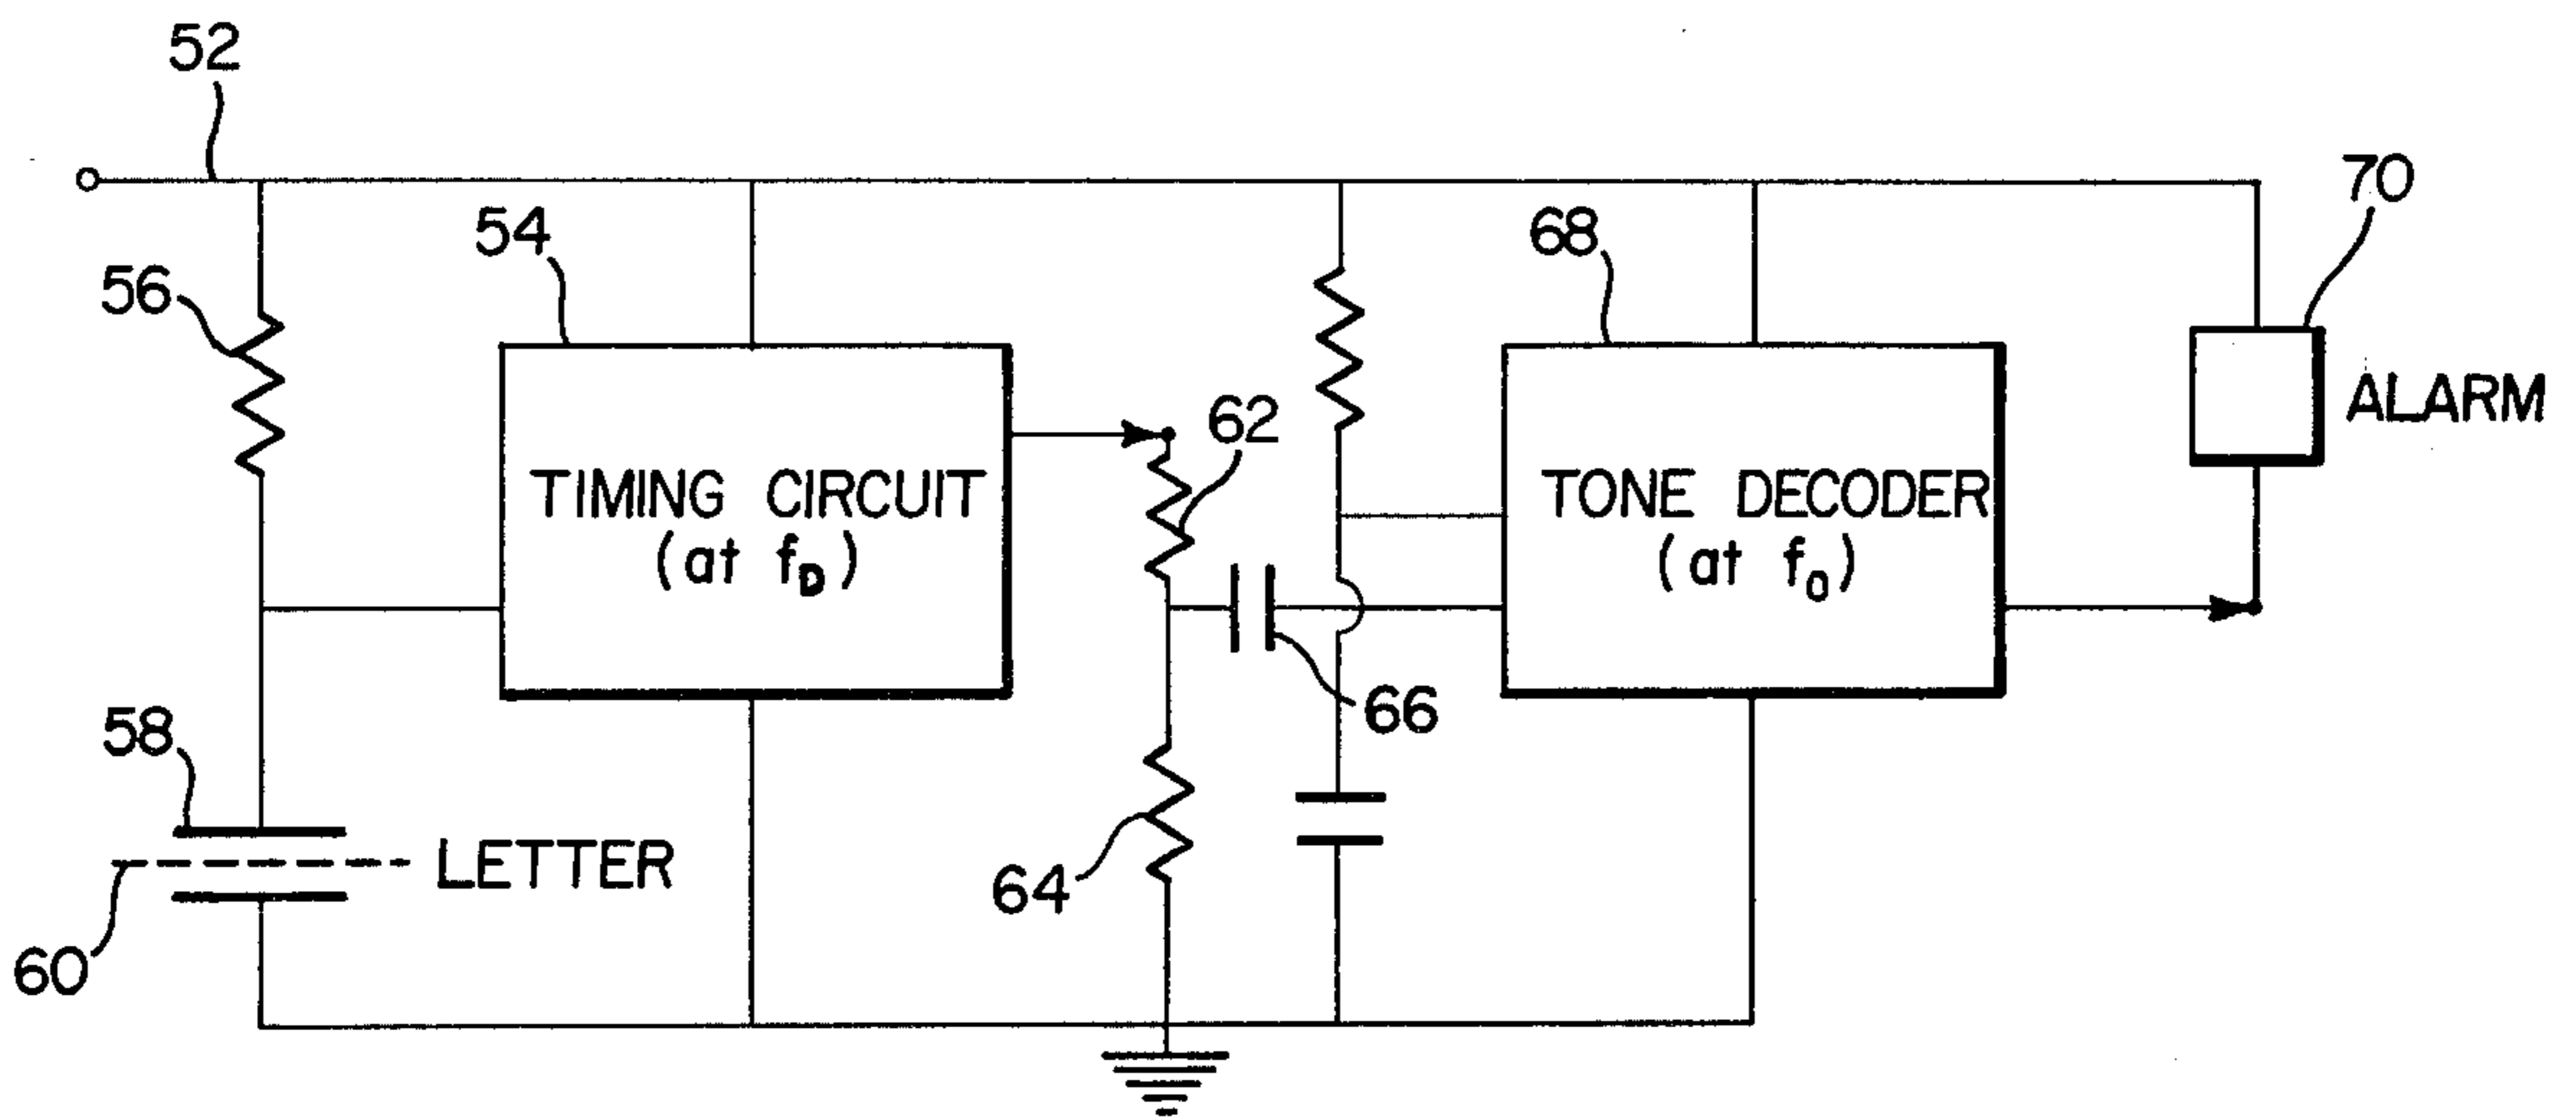 52
70
54
68
56
62
ALARM
TIMING CIRCUIT
(at fD)
TONE DECODER
(at fo)
66
58
LETTER
64
60